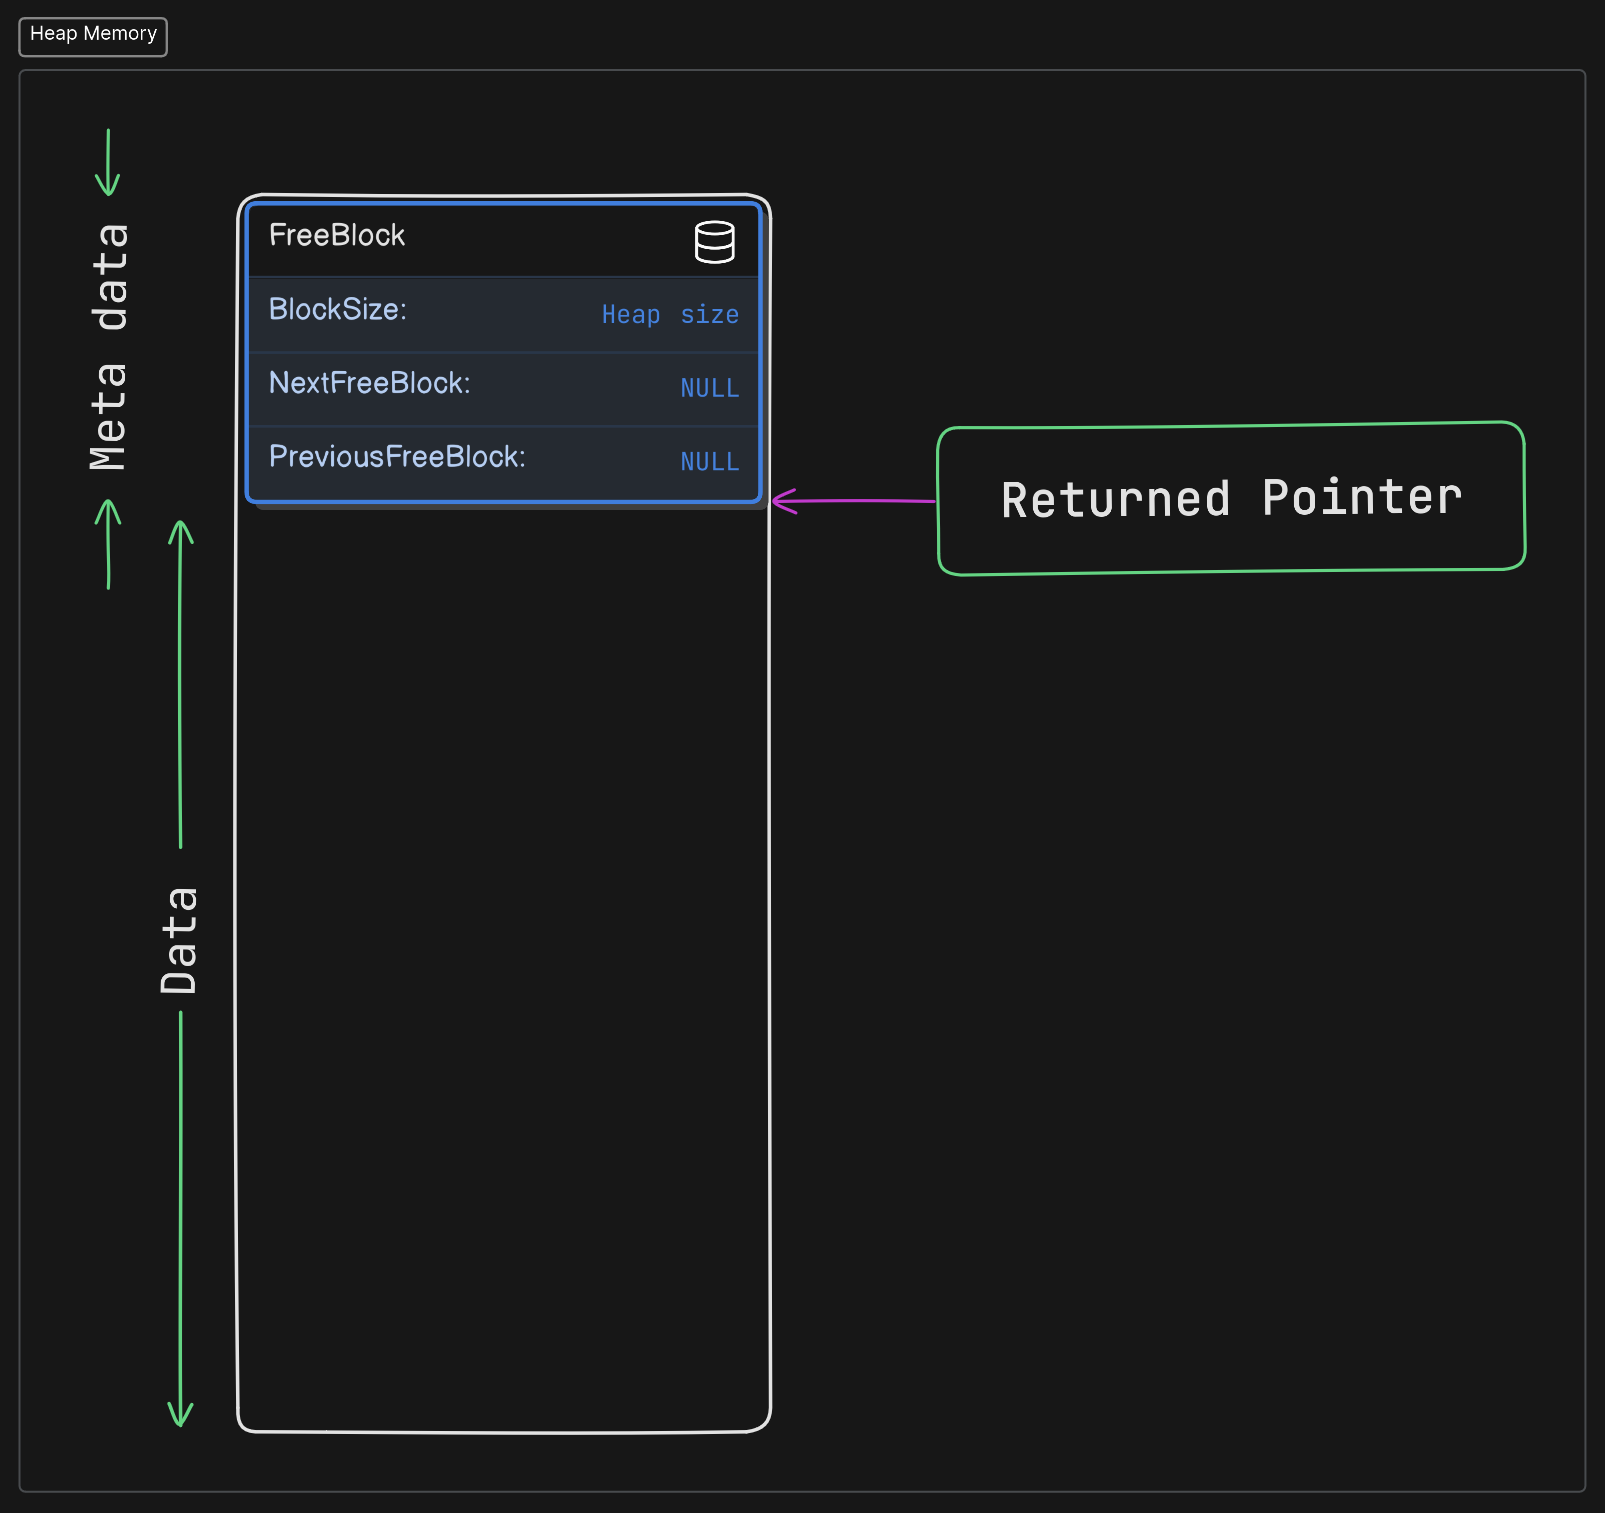 Heap Memory
Meta data
FreeBlock
BlockSize: Heap size
NextFreeBlock: NULL
PreviousFreeBlock: NULL
Returned Pointer
Data